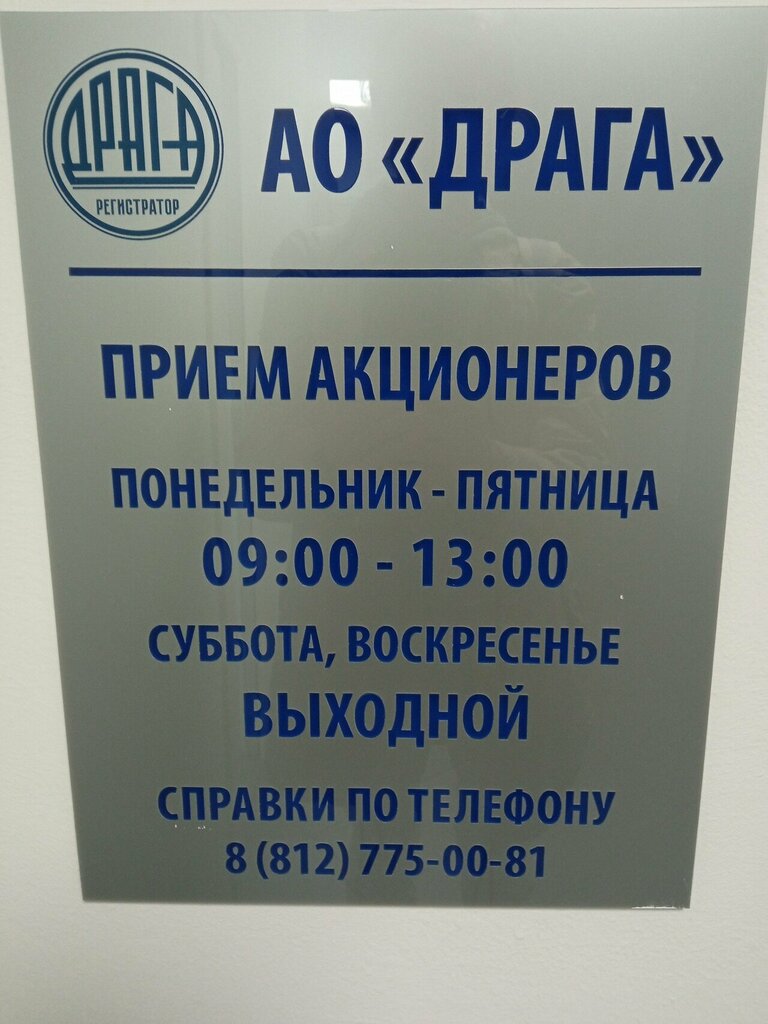 ДРАГА
РЕГИСТРАТОР
АО «ДРАГА»
ПРИЕМ АКЦИОНЕРОВ
ПОНЕДЕЛЬНИК - ПЯТНИЦА
09:00 - 13:00
СУББОТА, ВОСКРЕСЕНЬЕ
ВЫХОДНОЙ
СПРАВКИ ПО ТЕЛЕФОНУ
8 (812) 775-00-81